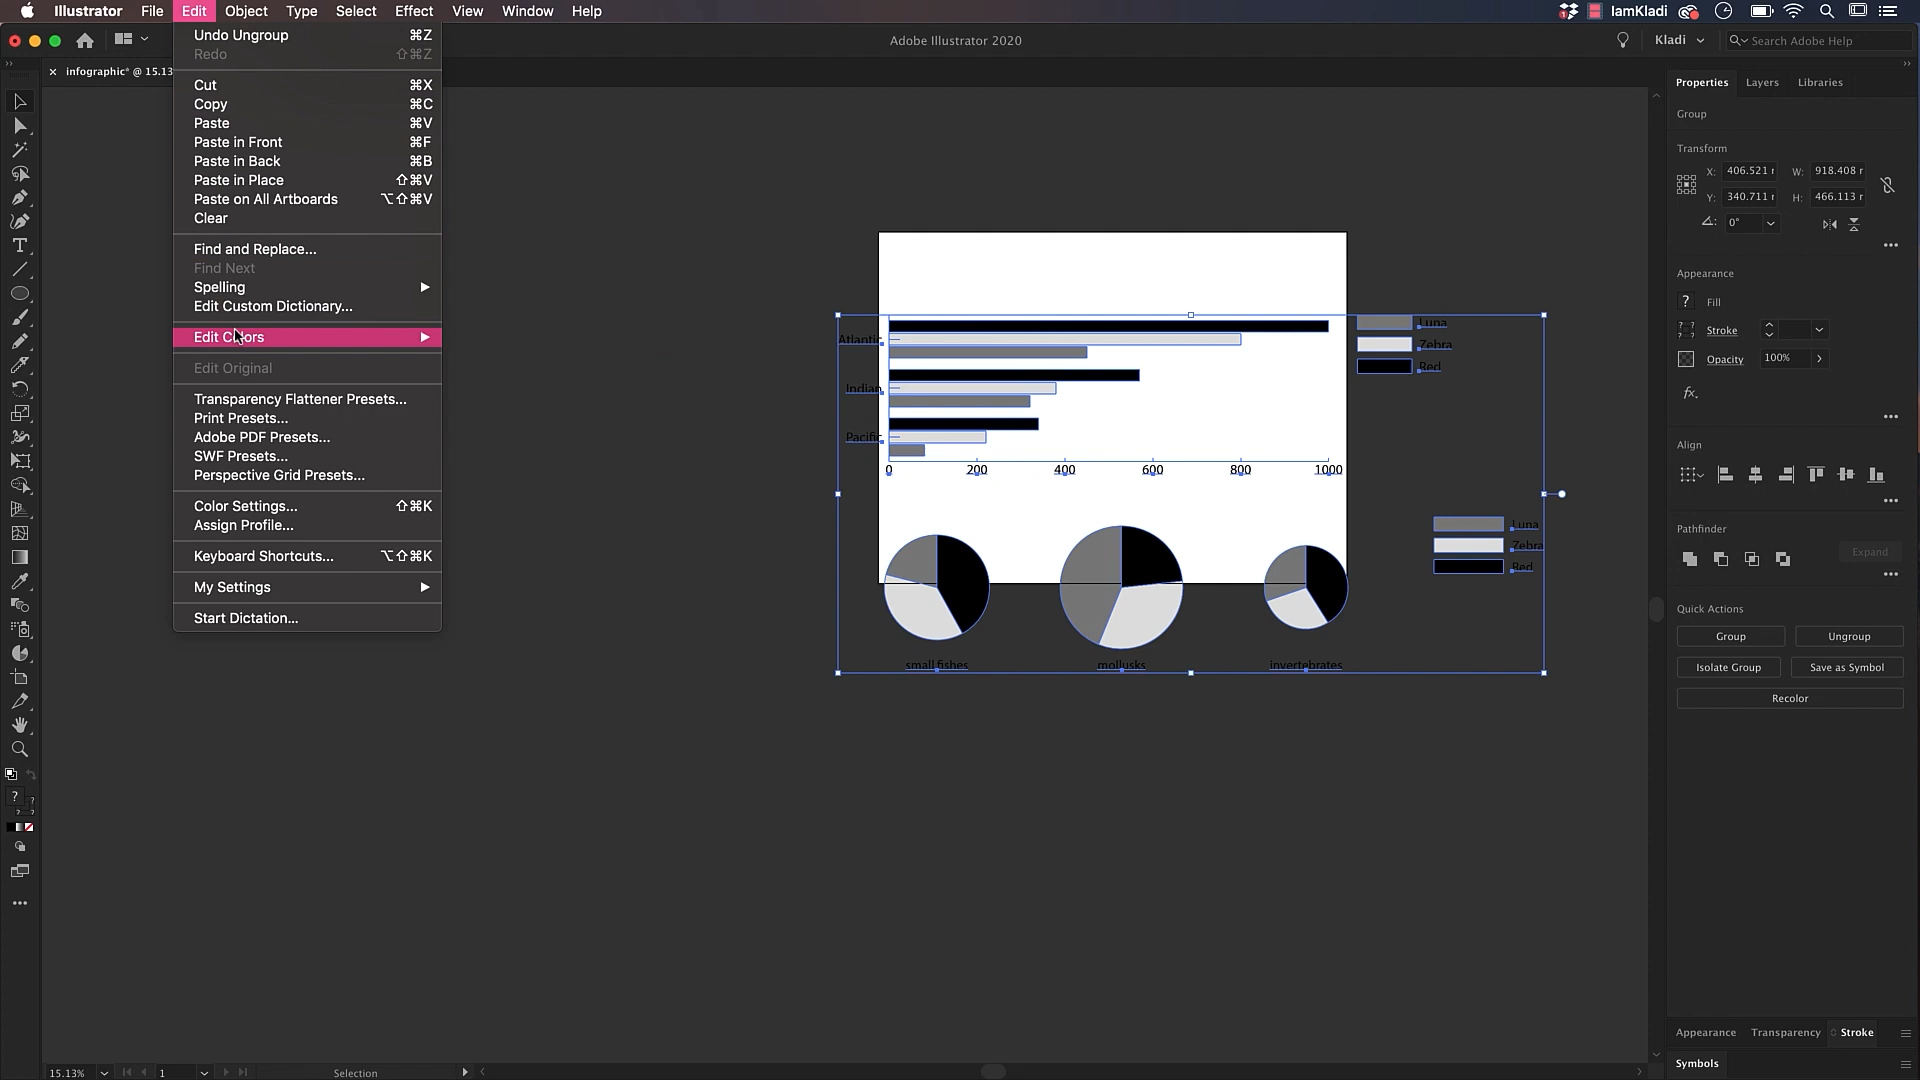 Illustrator File Edit Object Type Select Effect View Window Help
1 IamKladi
Adobe Illustrator 2020
Kladi
Search Adobe Help
infographic* @ 15.13
Undo Ungroup ⌘Z
Redo ⇧⌘Z
Cut ⌘X
Copy ⌘C
Paste ⌘V
Paste in Front ⌘F
Paste in Back ⌘B
Paste in Place ⇧⌘V
Paste on All Artboards ⌥⇧⌘V
Clear
Find and Replace...
Find Next
Spelling
Edit Custom Dictionary...
Edit Colors
Edit Original
Transparency Flattener Presets...
Print Presets...
Adobe PDF Presets...
SWF Presets...
Perspective Grid Presets...
Color Settings... ⇧⌘K
Assign Profile...
Keyboard Shortcuts... ⌥⇧⌘K
My Settings
Start Dictation...
Atlantic
Indian
Pacific
0 200 400 600 800 1000
Luna
Zebra
Red
Luna
Zebra
Red
small fishes mollusks invertebrates
Properties Layers Libraries
Group
Transform
X: 406.521 r W: 918.408 r
Y: 340.711 r H: 466.113 r
0°
Appearance
? Fill
Stroke
Opacity 100%
fx.
Align
Pathfinder
Expand
Quick Actions
Group Ungroup
Isolate Group Save as Symbol
Recolor
Appearance Transparency Stroke
Symbols
15.13% 1 Selection